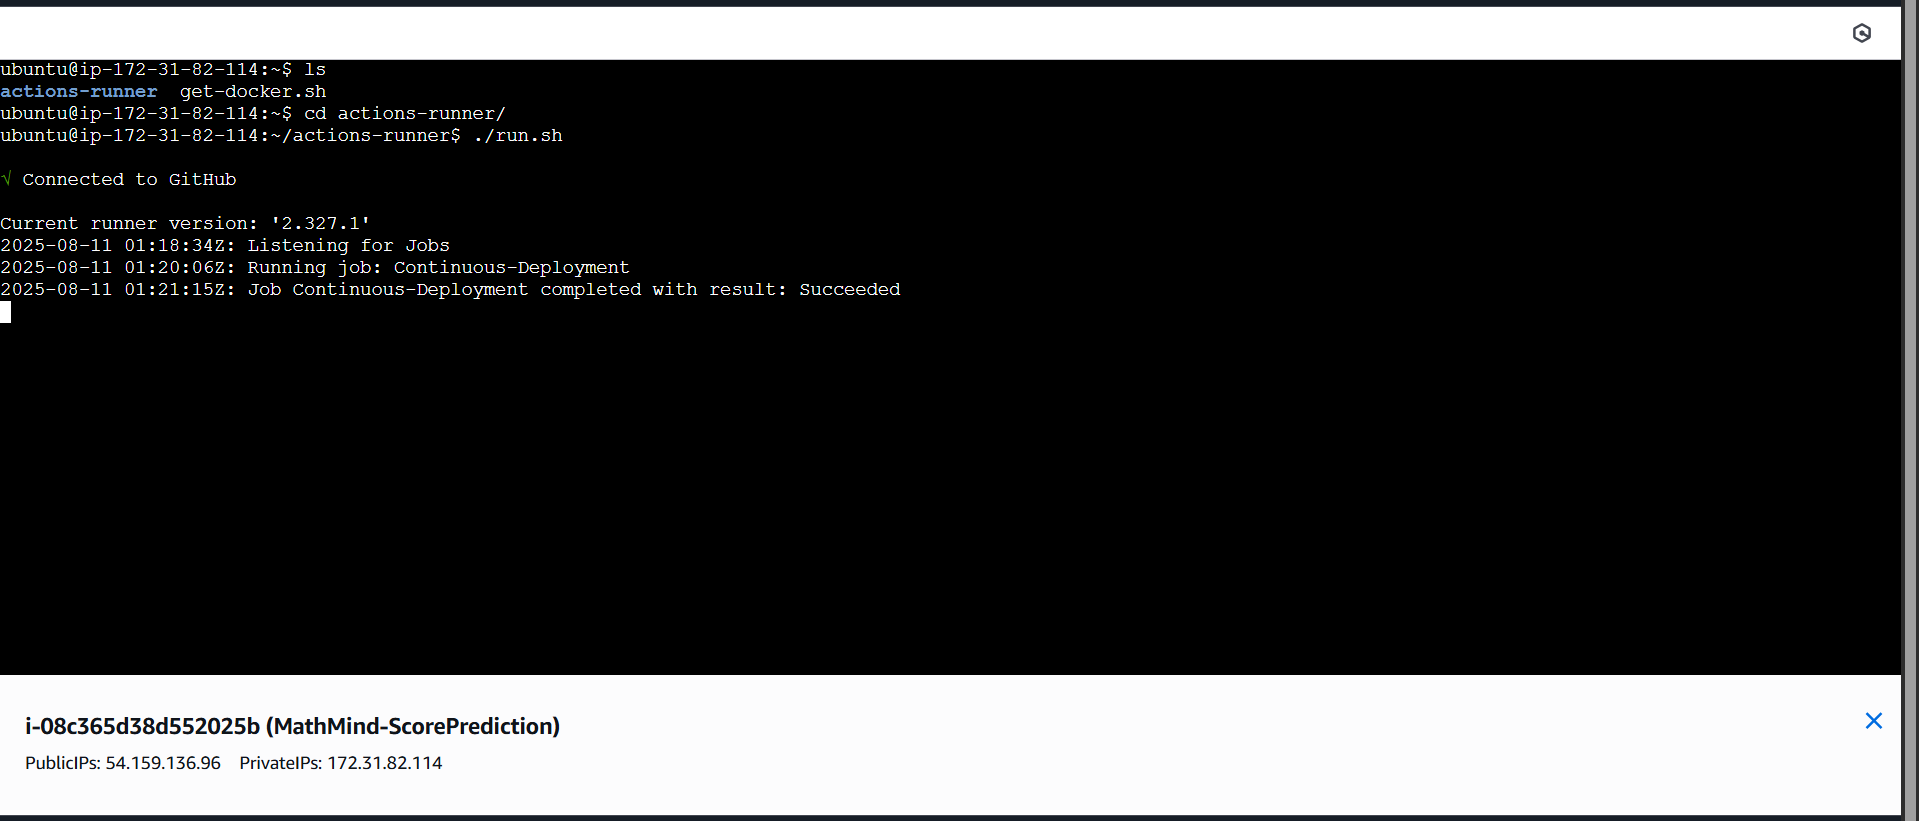 ubuntu@ip-172-31-82-114:~$ ls
actions-runner  get-docker.sh
ubuntu@ip-172-31-82-114:~$ cd actions-runner/
ubuntu@ip-172-31-82-114:~/actions-runner$ ./run.sh
√ Connected to GitHub
Current runner version: '2.327.1'
2025-08-11 01:18:34Z: Listening for Jobs
2025-08-11 01:20:06Z: Running job: Continuous-Deployment
2025-08-11 01:21:15Z: Job Continuous-Deployment completed with result: Succeeded
i-08c365d38d552025b (MathMind-ScorePrediction)
PublicIPs: 54.159.136.96  PrivateIPs: 172.31.82.114